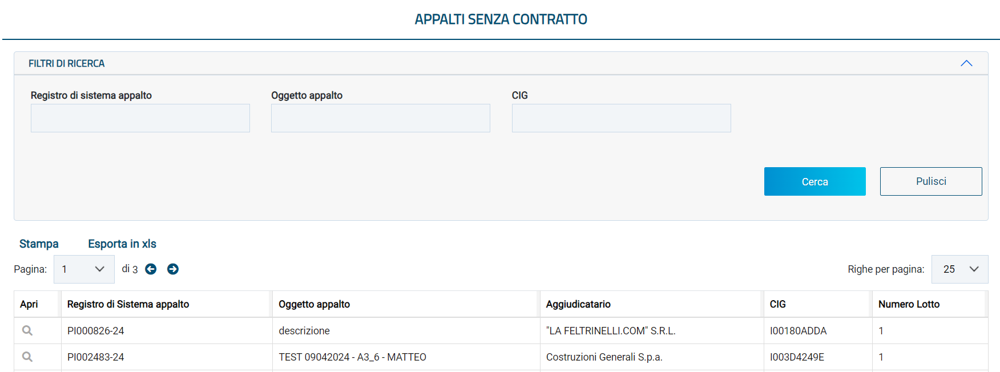 APPALTI SENZA CONTRATTO
FILTRI DI RICERCA
Registro di sistema appalto Oggetto appalto CIG
Cerca Pulisci
Stampa Esporta in xls
Pagina: 1 di 3 Righe per pagina: 25
Apri Registro di Sistema appalto Oggetto appalto Aggiudicatario CIG Numero Lotto
PI000826-24 descrizione "LA FELTRINELLI.COM" S.R.L. I00180ADDA 1
PI002483-24 TEST 09042024 - A3_6 - MATTEO Costruzioni Generali S.p.a. I003D4249E 1